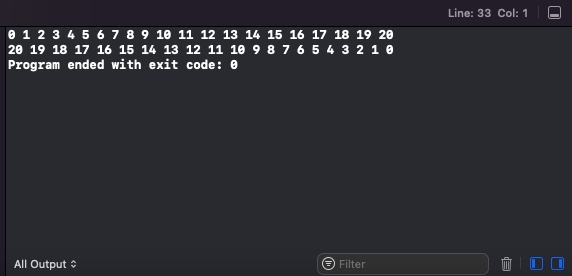 Line: 33 Col: 1
0 1 2 3 4 5 6 7 8 9 10 11 12 13 14 15 16 17 18 19 20
20 19 18 17 16 15 14 13 12 11 10 9 8 7 6 5 4 3 2 1 0
Program ended with exit code: 0
All Output
Filter